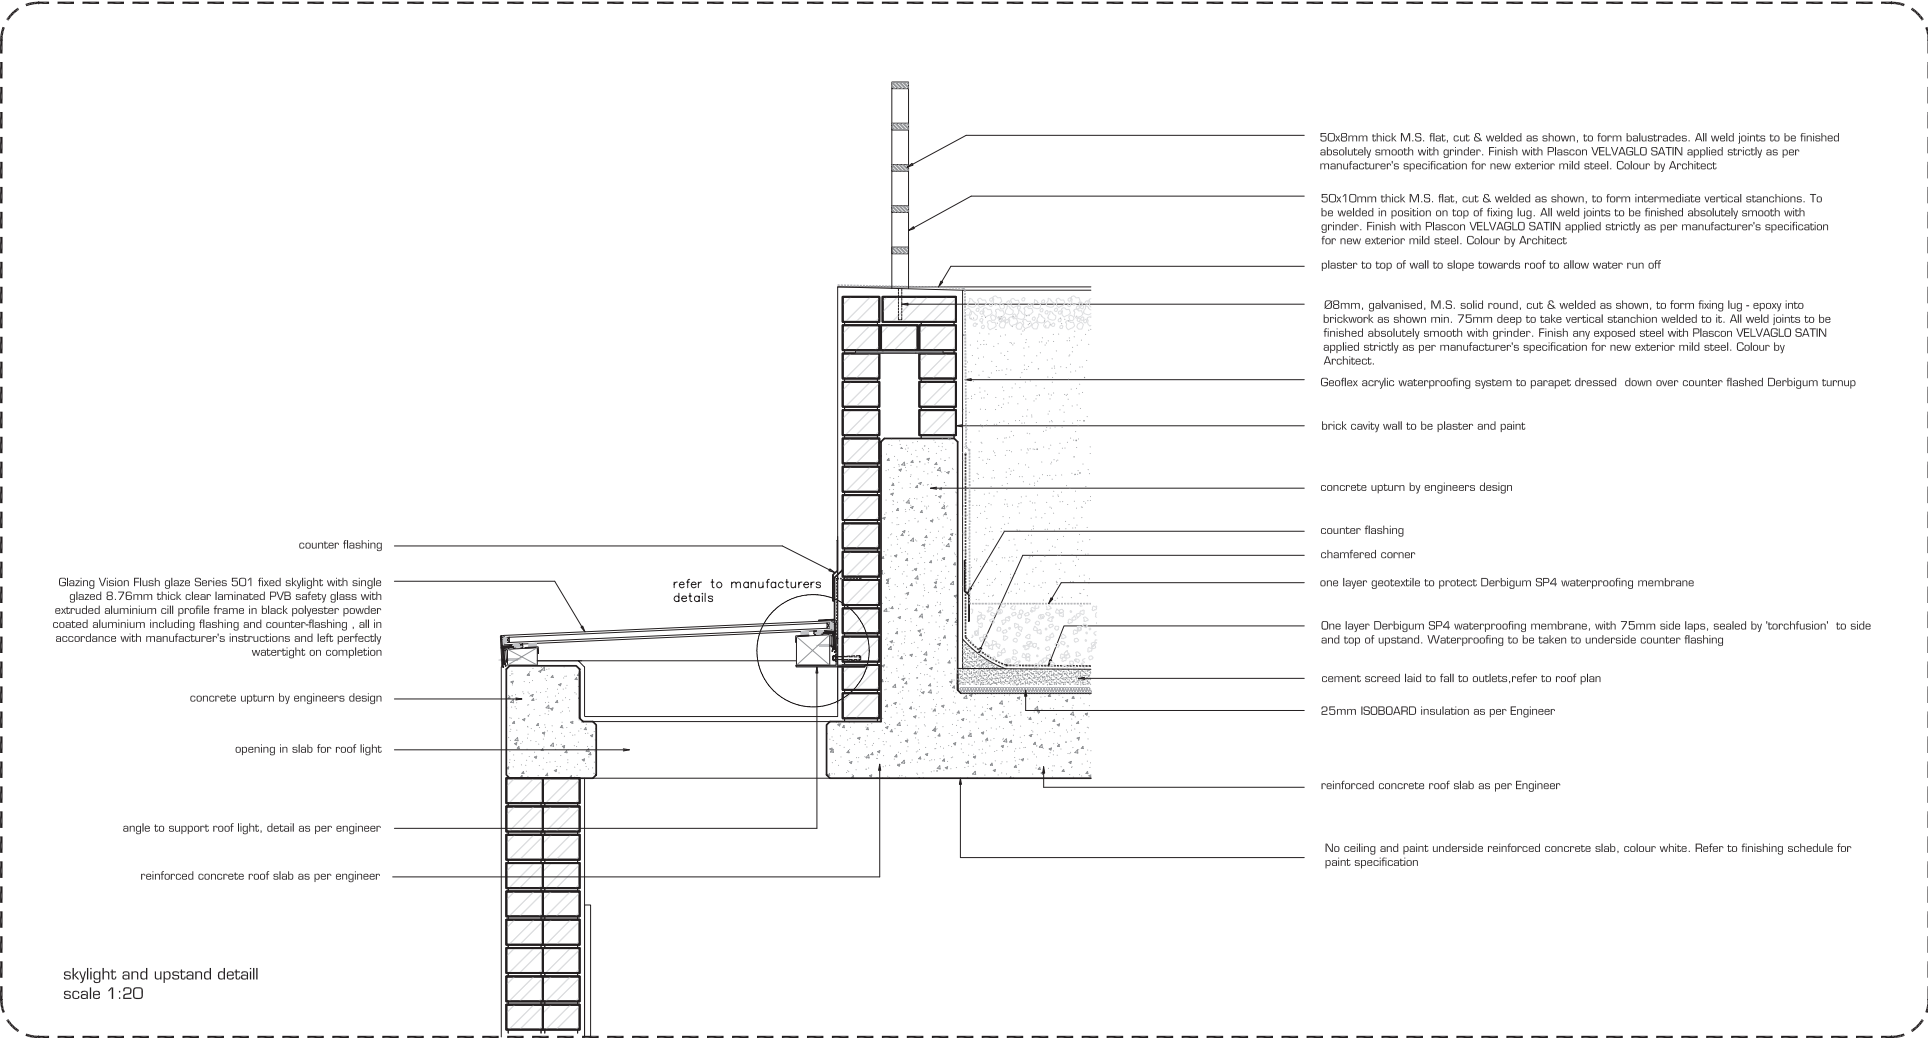 50x8mm thick M.S. flat, cut & welded as shown, to form balustrades. All weld joints to be finished
absolutely smooth with grinder. Finish with Plascon VELVAGLO SATIN applied strictly as per
manufacturer's specification for new exterior mild steel. Colour by Architect
50x10mm thick M.S. flat, cut & welded as shown, to form intermediate vertical stanchions. To
be welded in position on top of fixing lug. All weld joints to be finished absolutely smooth with
grinder. Finish with Plascon VELVAGLO SATIN applied strictly as per manufacturer's specification
for new exterior mild steel. Colour by Architect
plaster to top of wall to slope towards roof to allow water run off
Ø8mm, galvanised, M.S. solid round, cut & welded as shown, to form fixing lug - epoxy into
brickwork as shown min. 75mm deep to take vertical stanchion welded to it. All weld joints to be
finished absolutely smooth with grinder. Finish any exposed steel with Plascon VELVAGLO SATIN
applied strictly as per manufacturer's specification for new exterior mild steel. Colour by
Architect.
Geoflex acrylic waterproofing system to parapet dressed down over counter flashed Derbigum turnup
brick cavity wall to be plaster and paint
concrete upturn by engineers design
counter flashing
chamfered corner
one layer geotextile to protect Derbigum SP4 waterproofing membrane
One layer Derbigum SP4 waterproofing membrane, with 75mm side laps, sealed by 'torchfusion' to side
and top of upstand. Waterproofing to be taken to underside counter flashing
cement screed laid to fall to outlets,refer to roof plan
25mm ISOBOARD insulation as per Engineer
reinforced concrete roof slab as per Engineer
No ceiling and paint underside reinforced concrete slab, colour white. Refer to finishing schedule for
paint specification
counter flashing
Glazing Vision Flush glaze Series 501 fixed skylight with single
glazed 8.76mm thick clear laminated PVB safety glass with
extruded aluminium cill profile frame in black polyester powder
coated aluminium including flashing and counter-flashing , all in
accordance with manufacturer's instructions and left perfectly
watertight on completion
refer to manufacturers
details
concrete upturn by engineers design
opening in slab for roof light
angle to support roof light, detail as per engineer
reinforced concrete roof slab as per engineer
skylight and upstand detaill
scale 1:20